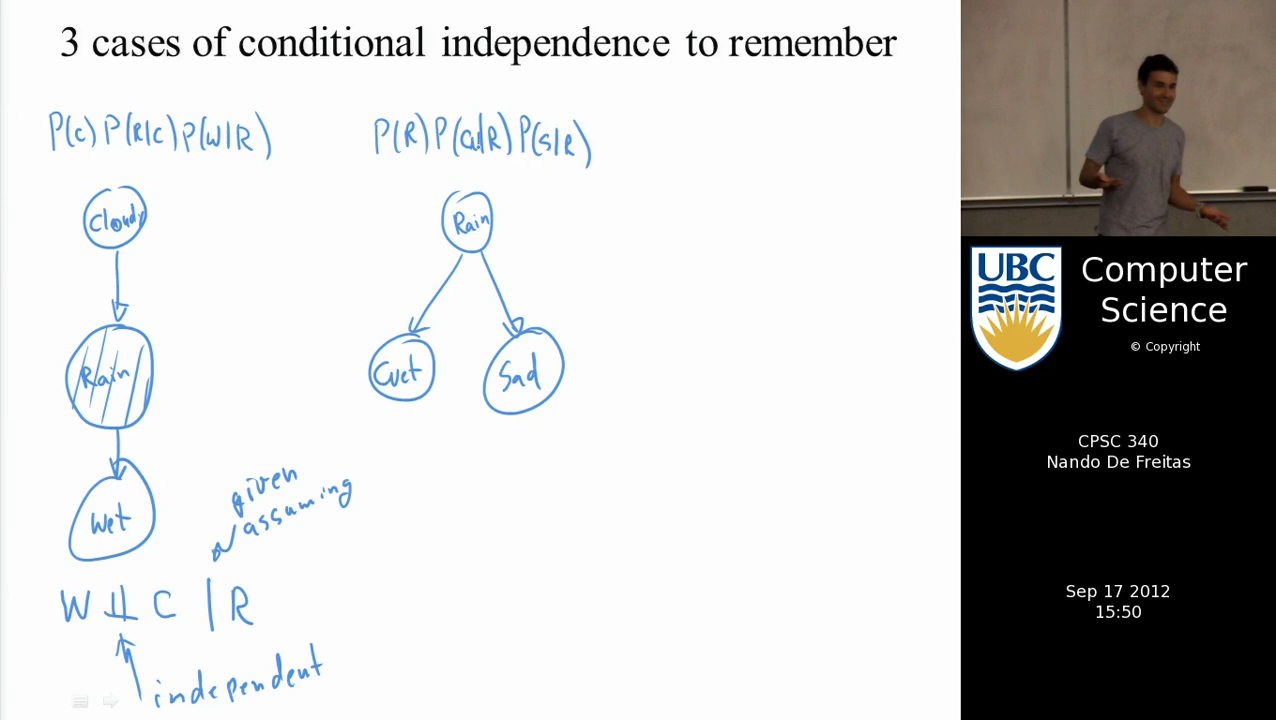 3 cases of conditional independence to remember
P(C) P(R|C) P(W|R)
P(R) P(W|R) P(S|R)
Cloudy
Rain
Rain
Wet
Sad
Wet
given
assuming
W ⫫ C | R
independent
UBC
Computer
Science
© Copyright
CPSC 340
Nando De Freitas
Sep 17 2012
15:50